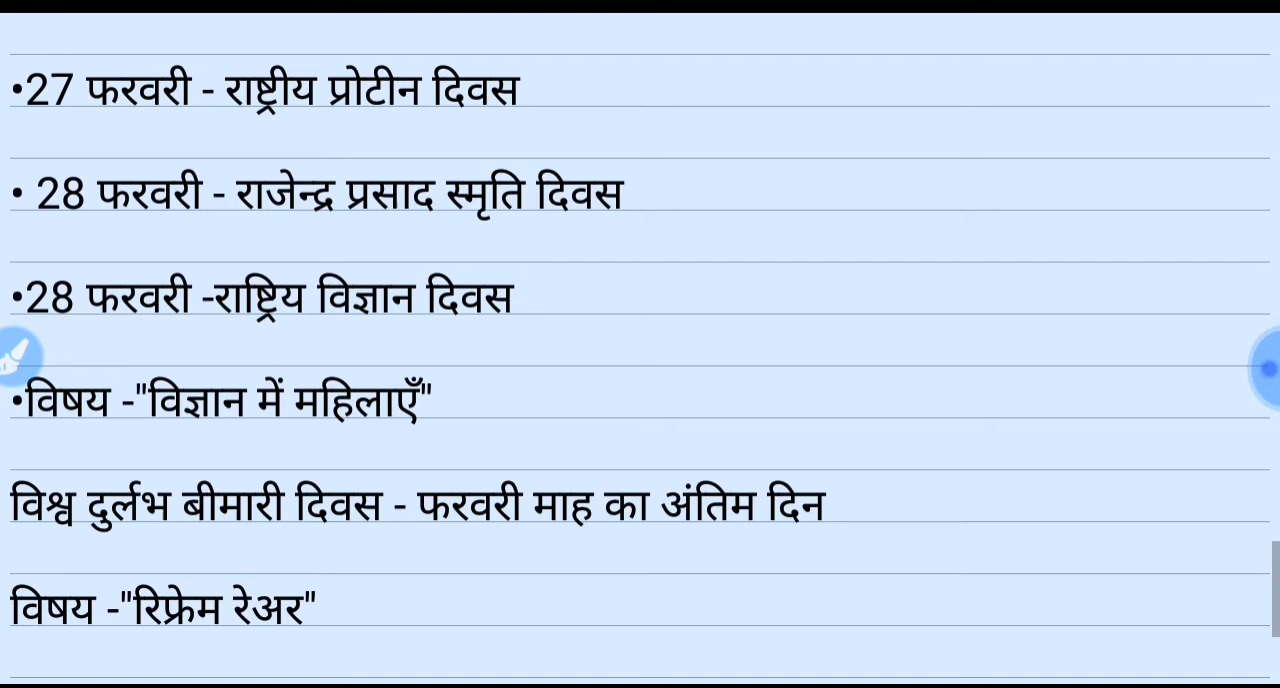 •27 फरवरी - राष्ट्रीय प्रोटीन दिवस
• 28 फरवरी - राजेन्द्र प्रसाद स्मृति दिवस
•28 फरवरी -राष्ट्रिय विज्ञान दिवस
•विषय -"विज्ञान में महिलाएँ"
विश्व दुर्लभ बीमारी दिवस - फरवरी माह का अंतिम दिन
विषय -"रिफ्रेम रेअर"